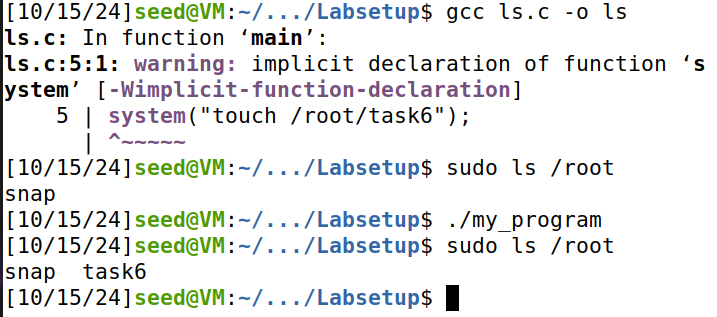 [10/15/24]seed@VM:~/.../Labsetup$ gcc ls.c -o ls
ls.c: In function ‘main’:
ls.c:5:1: warning: implicit declaration of function ‘s
ystem’ [-Wimplicit-function-declaration]
    5 | system("touch /root/task6");
      | ^~~~~~
[10/15/24]seed@VM:~/.../Labsetup$ sudo ls /root
snap
[10/15/24]seed@VM:~/.../Labsetup$ ./my_program
[10/15/24]seed@VM:~/.../Labsetup$ sudo ls /root
snap  task6
[10/15/24]seed@VM:~/.../Labsetup$